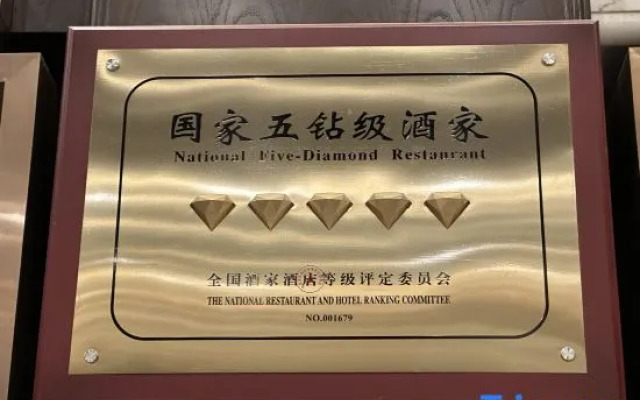 国家五钻级酒家
National Five-Diamond Restaurant
全国酒家酒店等级评定委员会
THE NATIONAL RESTAURANT AND HOTEL RANKING COMMITTEE
NO.001679